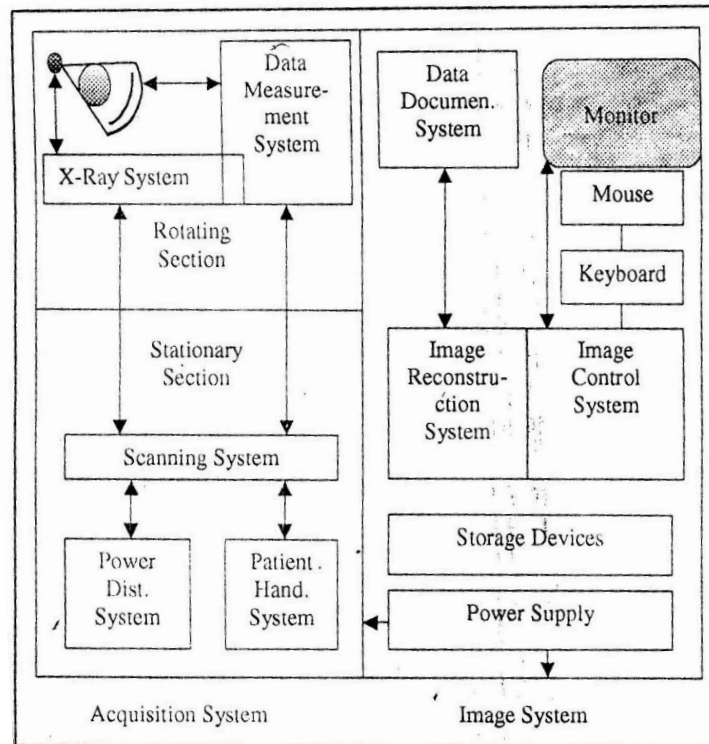 Data
Measure-
ment
System
X-Ray System
Rotating
Section
Stationary
Section
Scanning System
Power
Dist.
System
Patient
Hand.
System
Acquisition System
Data
Documen.
System
Monitor
Mouse
Keyboard
Image
Reconstru-
ction
System
Image
Control
System
Storage Devices
Power Supply
Image System